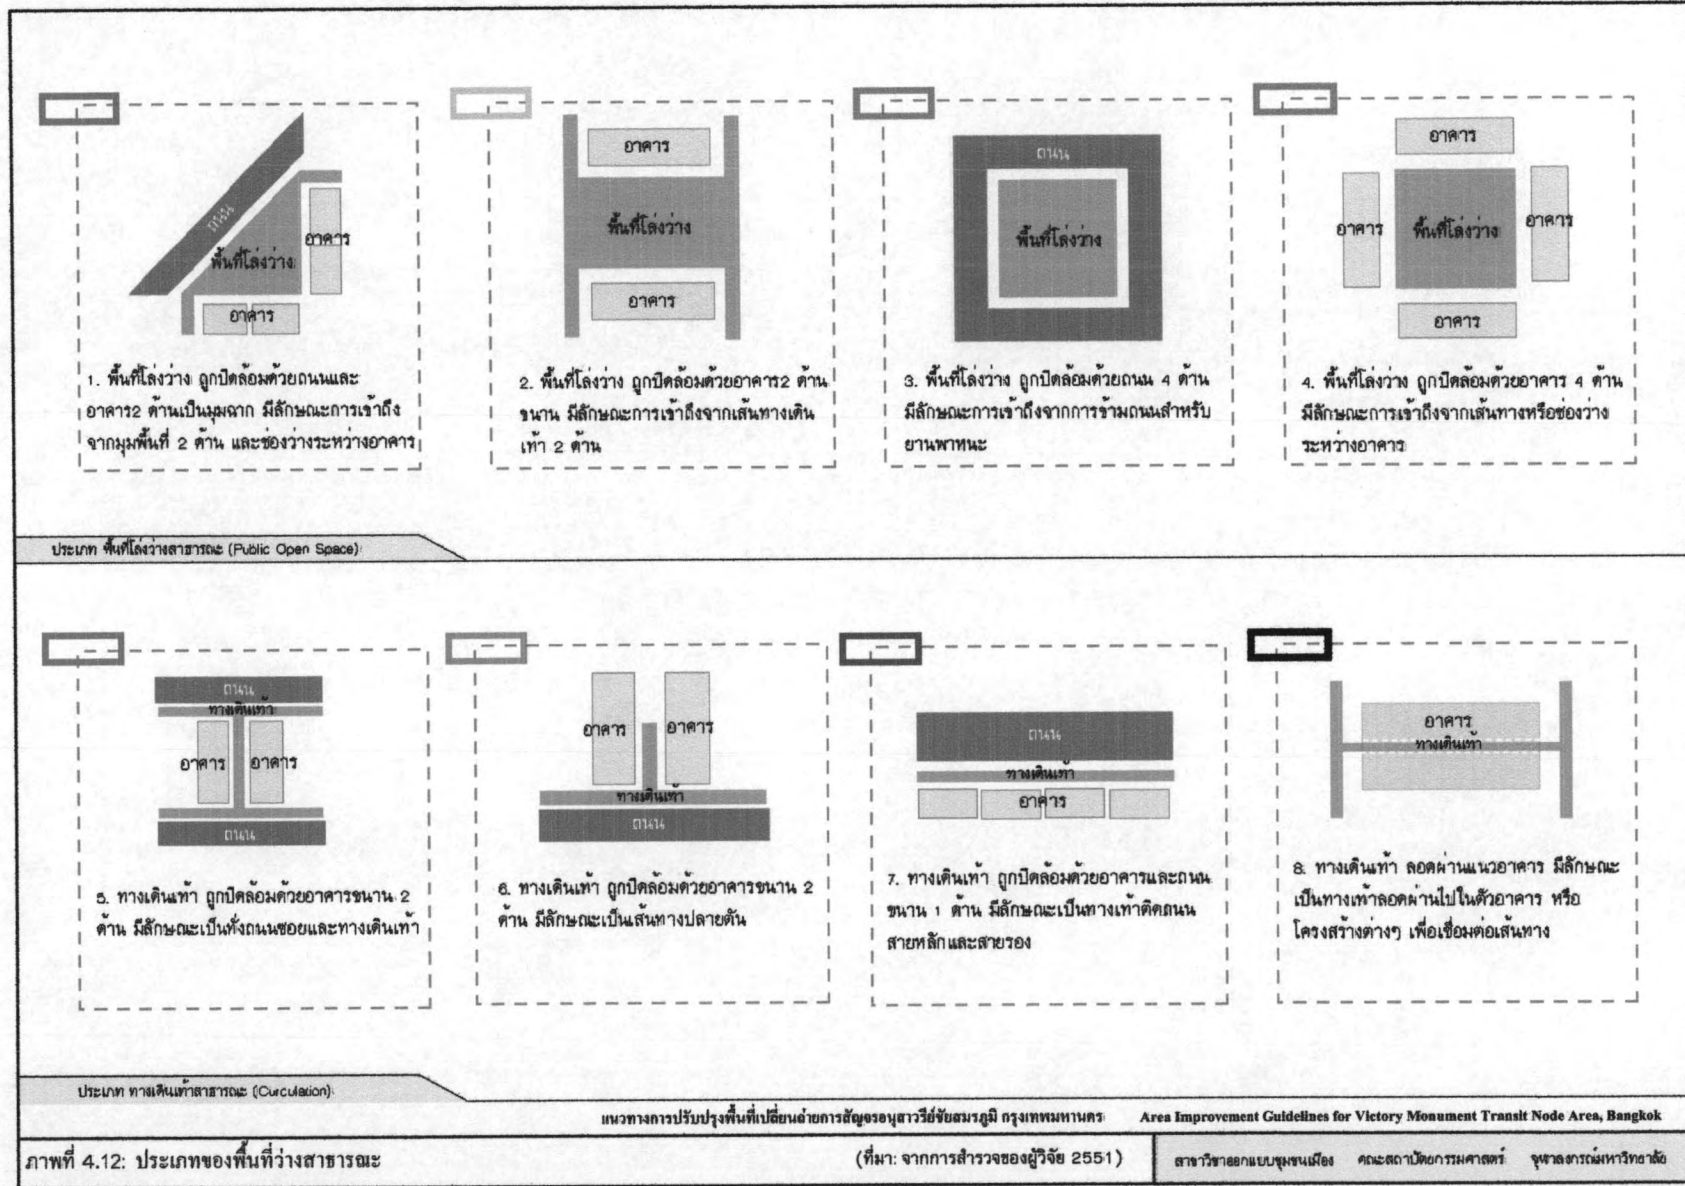 ถนน
พื้นที่โล่งว่าง
อาคาร
อาคาร
1. พื้นที่โล่งว่าง ถูกปิดล้อมด้วยถนนและ
อาคาร2 ด้านเป็นมุมฉาก มีลักษณะการเข้าถึง
จากมุมพื้นที่ 2 ด้าน และช่องว่างระหว่างอาคาร
อาคาร
พื้นที่โล่งว่าง
อาคาร
2. พื้นที่โล่งว่าง ถูกปิดล้อมด้วยอาคาร2 ด้าน
ขนาน มีลักษณะการเข้าถึงจากเส้นทางเดิน
เท้า 2 ด้าน
ถนน
พื้นที่โล่งว่าง
3. พื้นที่โล่งว่าง ถูกปิดล้อมด้วยถนน 4 ด้าน
มีลักษณะการเข้าถึงจากการข้ามถนนสำหรับ
ยานพาหนะ
อาคาร
อาคาร
พื้นที่โล่งว่าง
อาคาร
อาคาร
4. พื้นที่โล่งว่าง ถูกปิดล้อมด้วยอาคาร 4 ด้าน
มีลักษณะการเข้าถึงจากเส้นทางหรือช่องว่าง
ระหว่างอาคาร
ประเภท พื้นที่โล่งว่างสาธารณะ (Public Open Space)
ถนน
ทางเดินเท้า
อาคาร
อาคาร
ถนน
5. ทางเดินเท้า ถูกปิดล้อมด้วยอาคารขนาน 2
ด้าน มีลักษณะเป็นทั่งถนนซอยและทางเดินเท้า
อาคาร
อาคาร
ทางเดินเท้า
ถนน
6. ทางเดินเท้า ถูกปิดล้อมด้วยอาคารขนาน 2
ด้าน มีลักษณะเป็นเส้นทางปลายตัน
ถนน
ทางเดินเท้า
อาคาร
7. ทางเดินเท้า ถูกปิดล้อมด้วยอาคารและถนน
ขนาน 1 ด้าน มีลักษณะเป็นทางเท้าติดถนน
สายหลักและสายรอง
อาคาร
ทางเดินเท้า
8. ทางเดินเท้า ลอดผ่านแนวอาคาร มีลักษณะ
เป็นทางเท้าลอดผ่านไปในตัวอาคาร หรือ
โครงสร้างต่างๆ เพื่อเชื่อมต่อเส้นทาง
ประเภท ทางเดินเท้าสาธารณะ (Curculation)
แนวทางการปรับปรุงพื้นที่เปลี่ยนถ่ายการสัญจรอนุสาวรีย์ชัยสมรภูมิ กรุงเทพมหานคร Area Improvement Guidelines for Victory Monument Transit Node Area, Bangkok
ภาพที่ 4.12: ประเภทของพื้นที่ว่างสาธารณะ
(ที่มา: จากการสำรวจของผู้วิจัย 2551)
สาขาวิชาออกแบบชุมชนเมือง คณะสถาปัตยกรรมศาสตร์ จุฬาลงกรณ์มหาวิทยาลัย